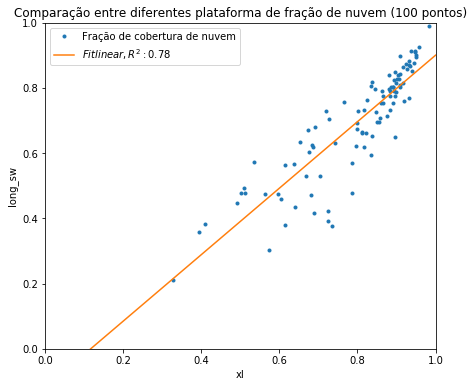 Comparação entre diferentes plataforma de fração de nuvem (100 pontos)
1.0
Fração de cobertura de nuvem
Fitlinear, R² : 0.78
0.8
0.6
long_sw
0.4
0.2
0.0
0.0 0.2 0.4 0.6 0.8 1.0
xl